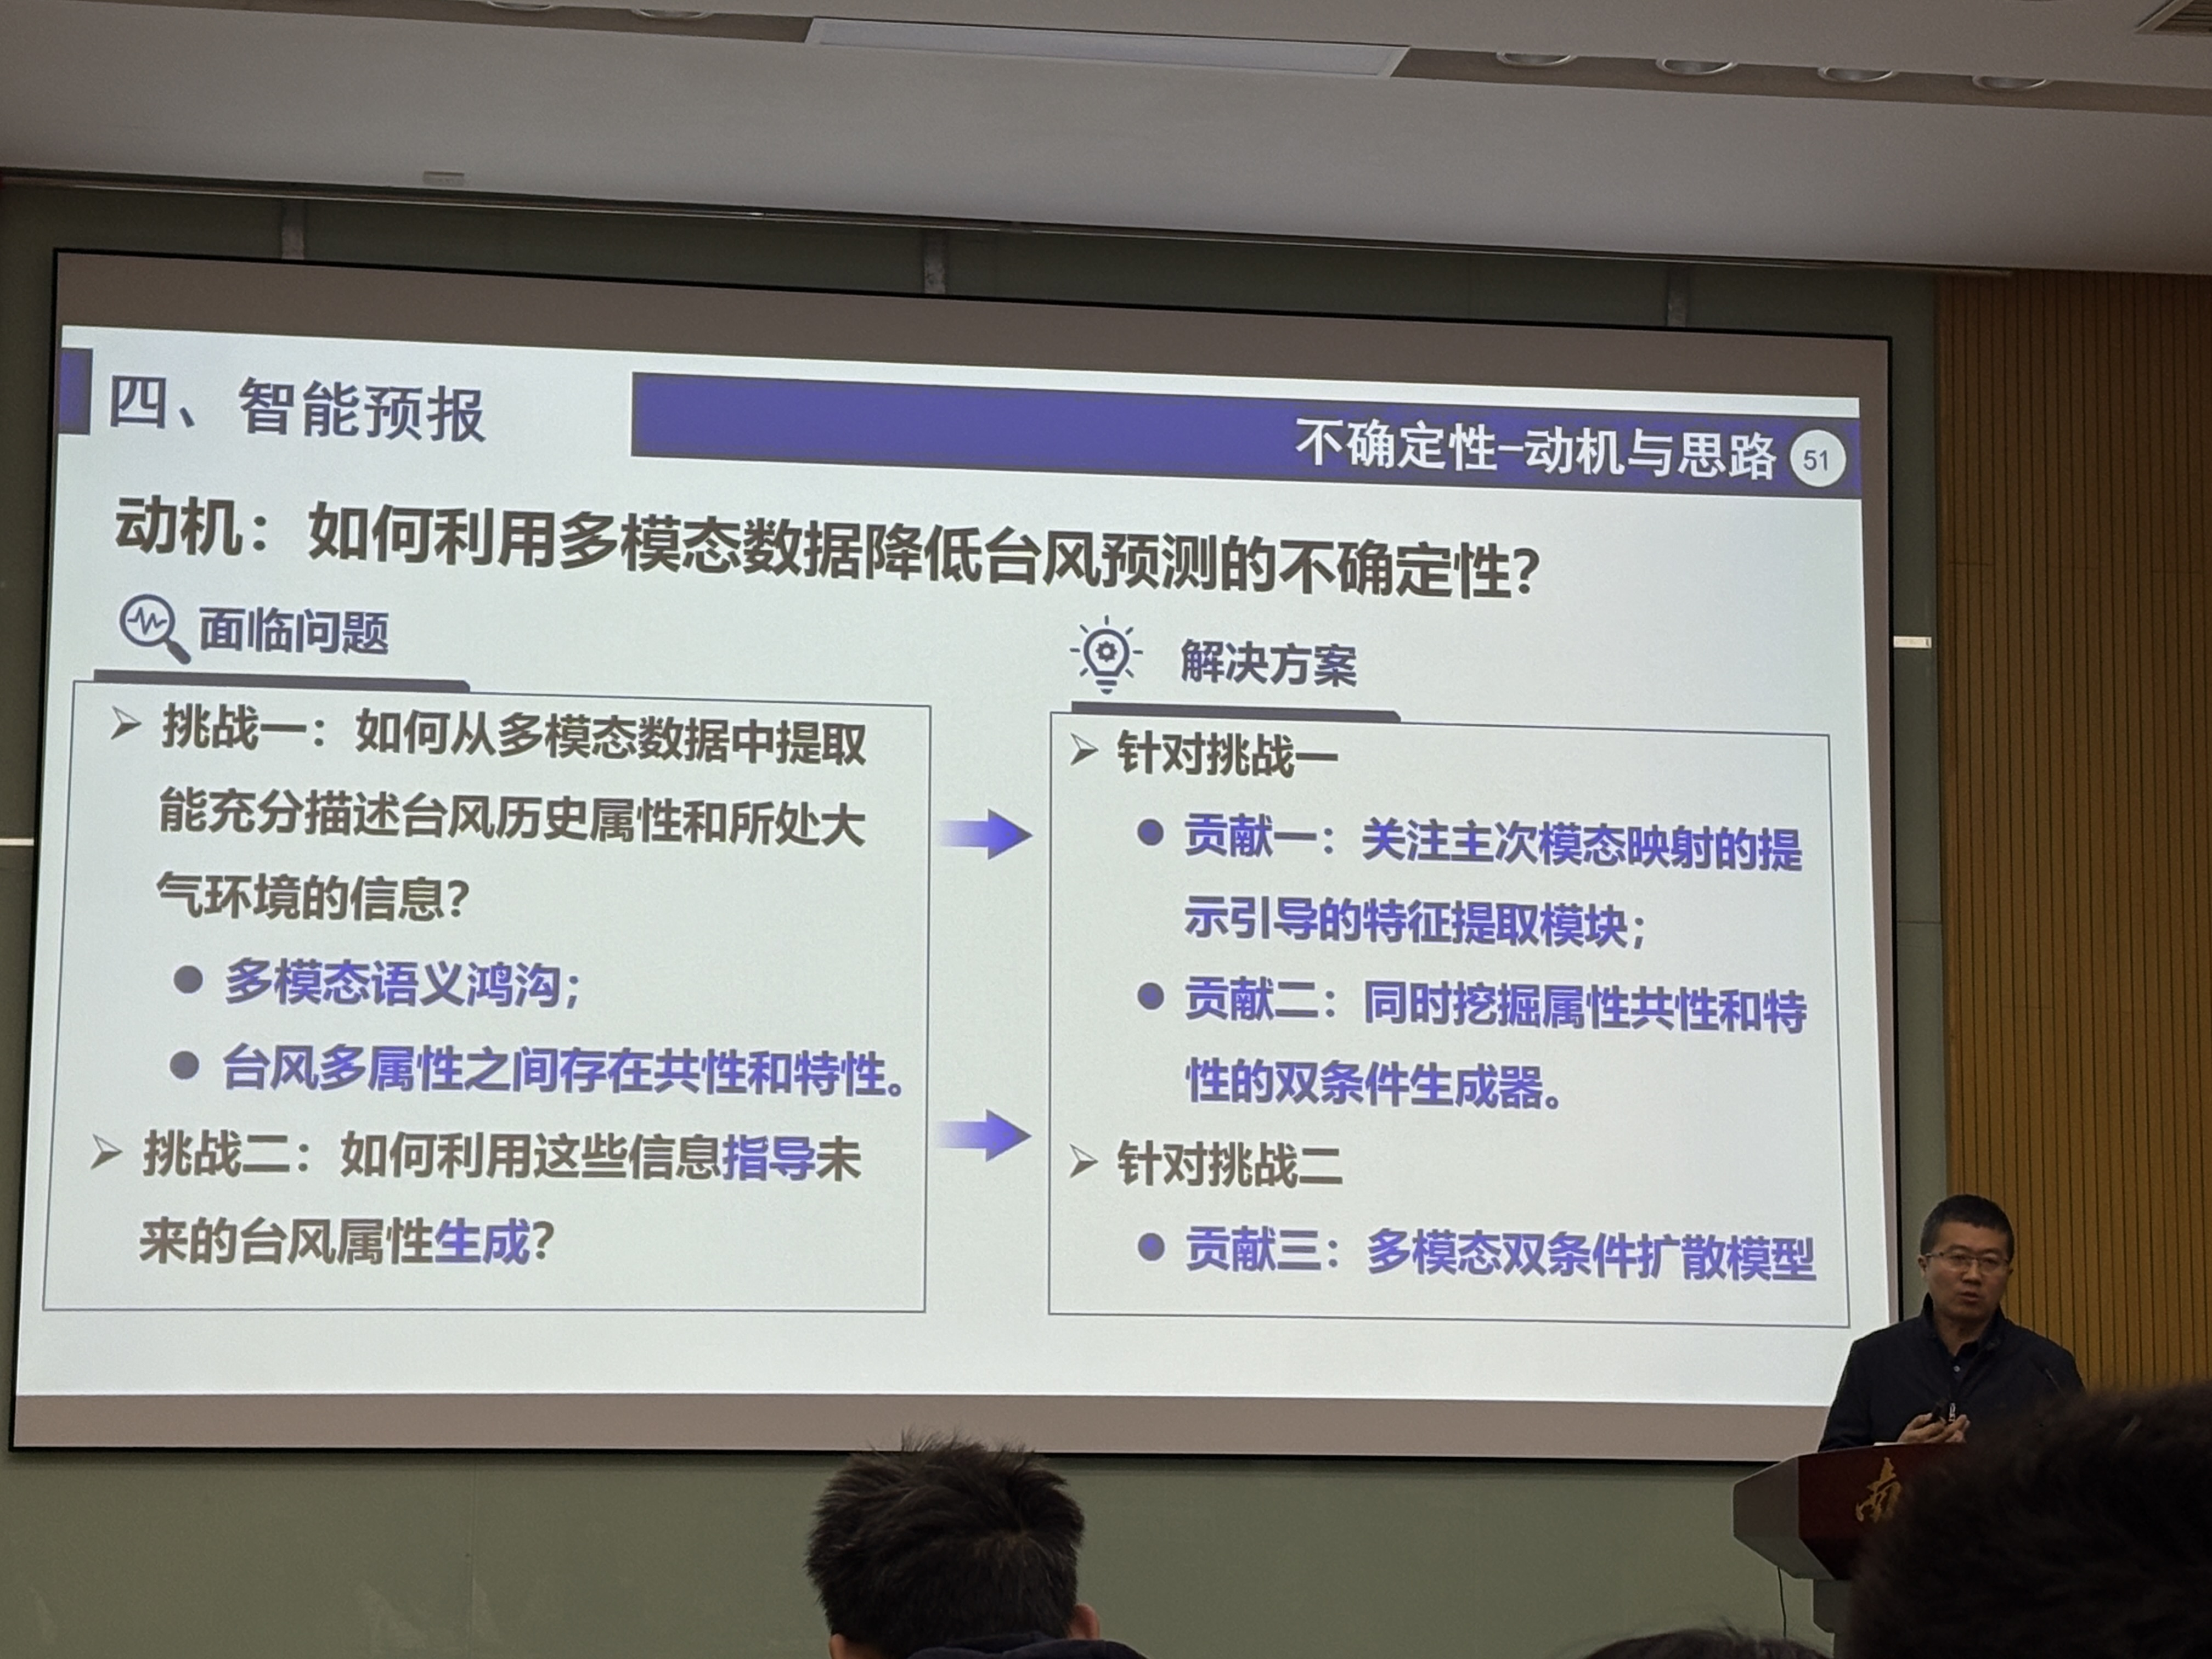 四、智能预报
不确定性-动机与思路 51
动机：如何利用多模态数据降低台风预测的不确定性？
面临问题
挑战一：如何从多模态数据中提取
能充分描述台风历史属性和所处大
气环境的信息？
● 多模态语义鸿沟；
● 台风多属性之间存在共性和特性。
挑战二：如何利用这些信息指导未
来的台风属性生成？
解决方案
针对挑战一
● 贡献一：关注主次模态映射的提
示引导的特征提取模块；
● 贡献二：同时挖掘属性共性和特
性的双条件生成器。
针对挑战二
● 贡献三：多模态双条件扩散模型
南